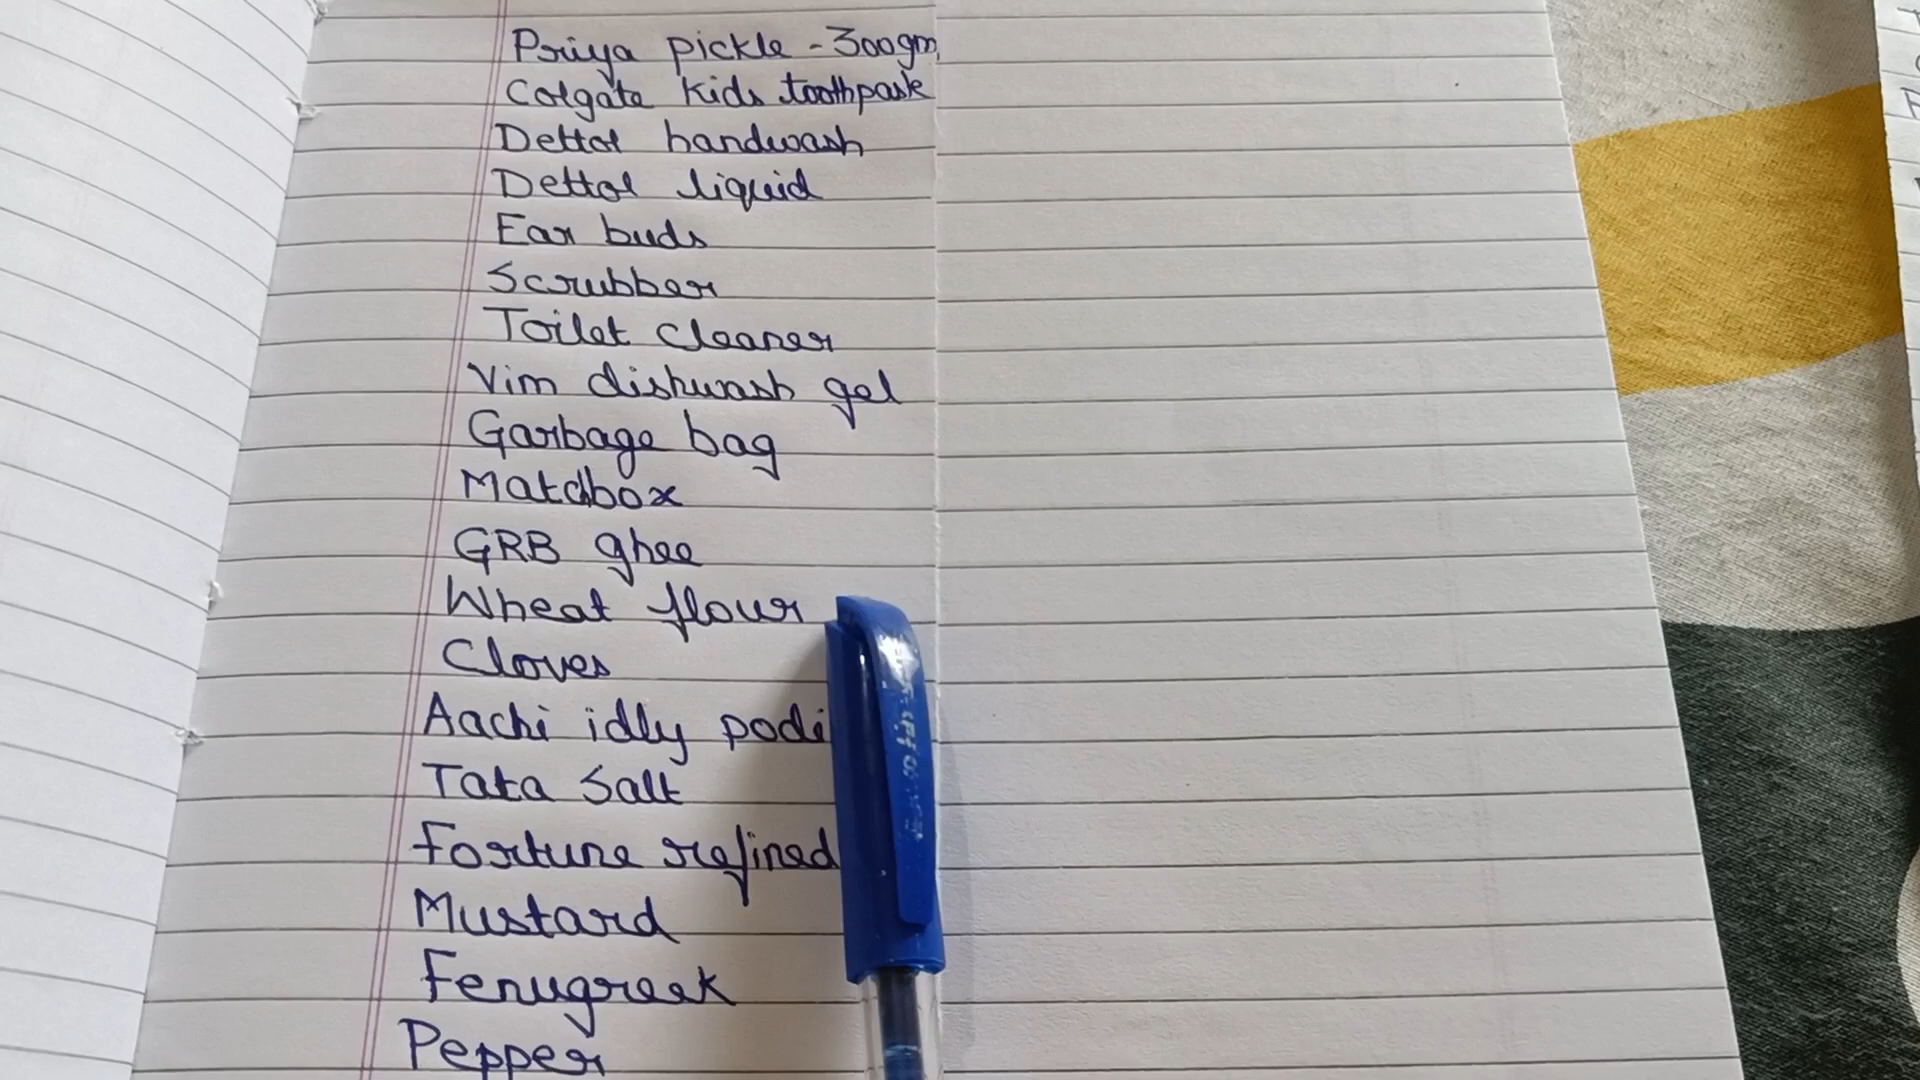 Priya pickle - 300gm
Colgate kids toothpaste
Dettol handwash
Dettol liquid
Ear buds
Scrubber
Toilet cleaner
Vim dishwash gel
Garbage bag
Matchbox
GRB ghee
Wheat flour
Cloves
Aachi idly podi
Tata Salt
Fortune refined
Mustard
Fenugreek
Pepper